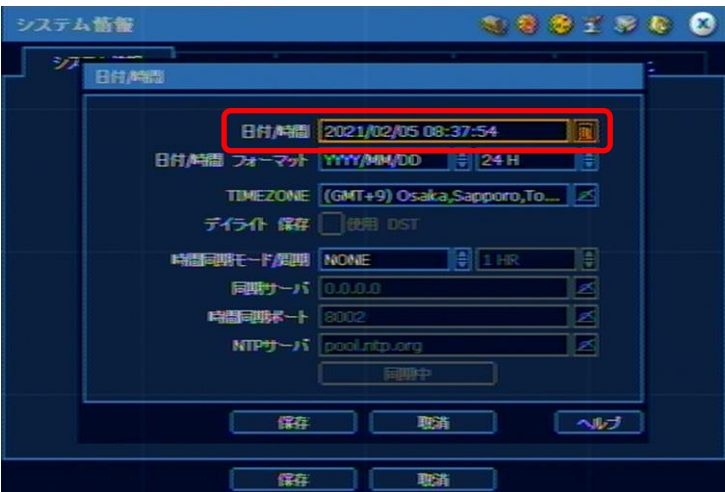 システム情報
シス
日付/時間
日付/時間 2021/02/05 08:37:54
日付/時間 フォーマット YYYY/MM/DD 24 H
TIMEZONE (GMT+9) Osaka,Sapporo,To....
デイライト 保存 使用 DST
時間同期モード/周期 NONE 1 HR
同期サーバ 0.0.0.0
時間同期ポート 8002
NTPサーバ pool.ntp.org
同期中
保存 取消 ヘルプ
保存 取消